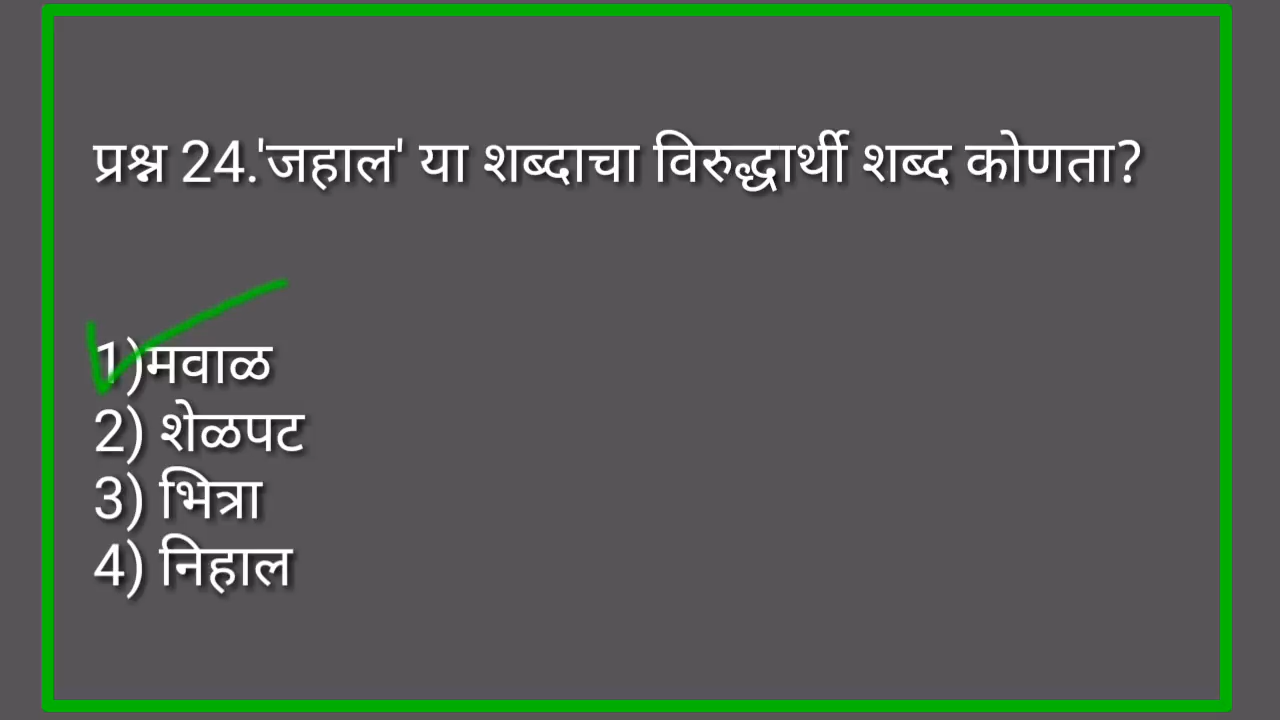 प्रश्न 24.'जहाल' या शब्दाचा विरुद्धार्थी शब्द कोणता?
1)मवाळ
2) शेळपट
3) भित्रा
4) निहाल